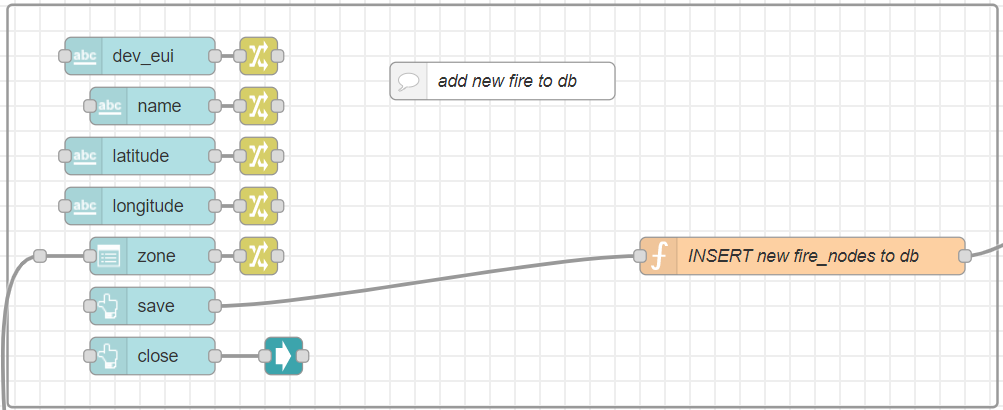 abc dev_eui
add new fire to db
abc name
abc latitude
abc longitude
zone
f INSERT new fire_nodes to db
save
close